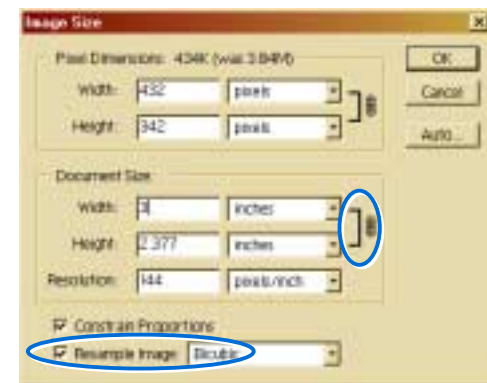 Image Size
Pixel Dimensions: 434K (was 3.84M)
Width: 432 pixels
Height: 342 pixels
Document Size:
Width: 3 inches
Height: 2.377 inches
Resolution: 144 pixels/inch
Constrain Proportions
Resample Image: Bicubic
OK
Cancel
Auto...